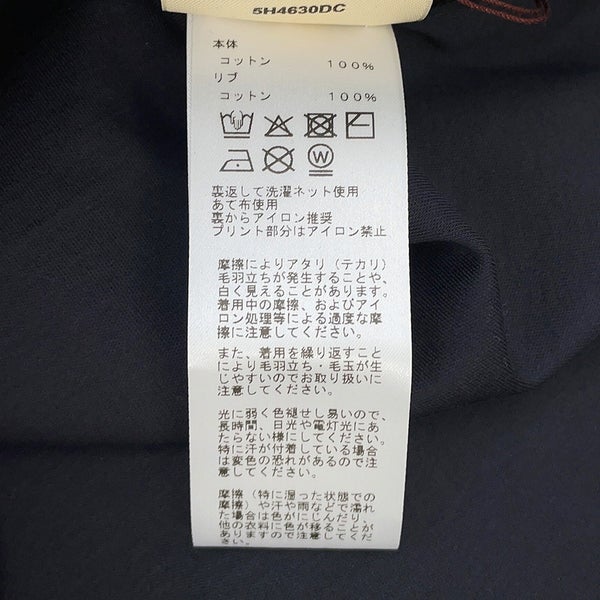 5H4630DC
本体
コットン 100%
リブ
コットン 100%
W
裏返して洗濯ネット使用
あて布使用
裏からアイロン推奨
プリント部分はアイロン禁止
摩擦によりアタリ（テカリ）
毛羽立ちが発生することや、
白く見えることがあります。
着用中の摩擦、およびアイ
ロン処理等による過度な摩
擦に注意してください。
また、着用を繰り返すこと
により毛羽立ち・毛玉が生
じやすいのでお取り扱いに
注意してください。
光に弱く色褪せし易いので、
長時間、日光や電灯光にあ
たらない様にしてください。
特に汗が付着している場合
は変色の恐れがあるので注
意してください。
摩擦（特に湿った状態での
摩擦）や汗や雨などで濡れ
た場合は色がにじんだり、
他の衣料に色が移ることが
ありますので注意してくだ
さい。